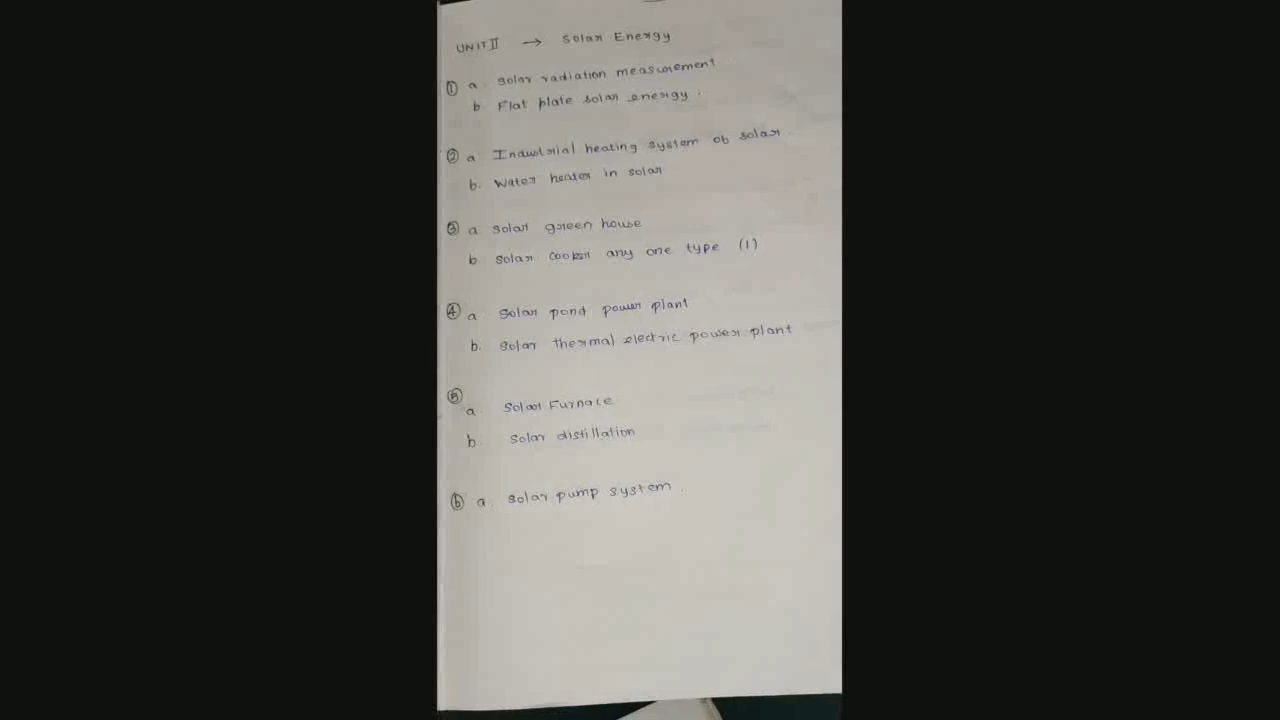 UNIT II → Solar Energy
① a solar radiation measurement
b Flat plate solar energy.
② a Industrial heating system of solar
b. Water heater in solar
③ a solar green house
b. Solar cooker any one type (1)
④ a Solar pond power plant
b. Solar thermal electric power plant
⑤
a Solar Furnace
b. Solar distillation
⑥ a. solar pump system.